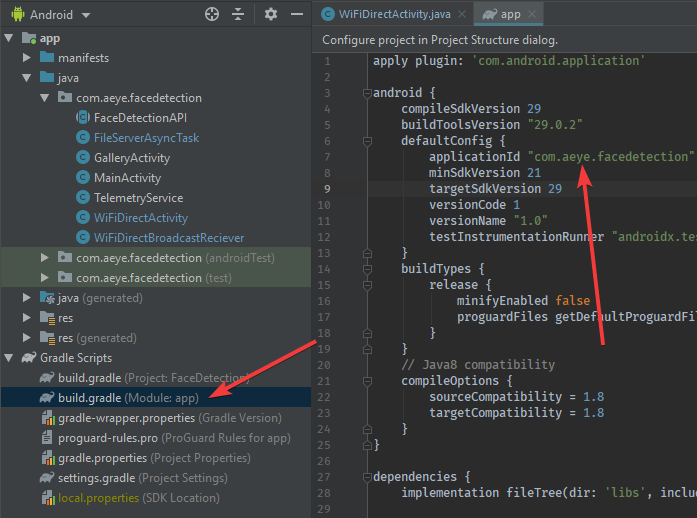 Android
app
manifests
java
com.aeye.facedetection
FaceDetectionAPI
FileServerAsyncTask
GalleryActivity
MainActivity
TelemetryService
WiFiDirectActivity
WiFiDirectBroadcastReciever
com.aeye.facedetection (androidTest)
com.aeye.facedetection (test)
java (generated)
res
res (generated)
Gradle Scripts
build.gradle (Project: FaceDetection)
build.gradle (Module: app)
gradle-wrapper.properties (Gradle Version)
proguard-rules.pro (ProGuard Rules for app)
gradle.properties (Project Properties)
settings.gradle (Project Settings)
local.properties (SDK Location)
WiFiDirectActivity.java
app
Configure project in Project Structure dialog.
1 apply plugin: 'com.android.application'
2
3 android {
4 compileSdkVersion 29
5 buildToolsVersion "29.0.2"
6 defaultConfig {
7 applicationId "com.aeye.facedetection"
8 minSdkVersion 21
9 targetSdkVersion 29
10 versionCode 1
11 versionName "1.0"
12 testInstrumentationRunner "androidx.tes
13 }
14 buildTypes {
15 release {
16 minifyEnabled false
17 proguardFiles getDefaultProguardFil
18 }
19 }
20 // Java8 compatibility
21 compileOptions {
22 sourceCompatibility = 1.8
23 targetCompatibility = 1.8
24 }
25 }
26
27 dependencies {
28 implementation fileTree(dir: 'libs', includ